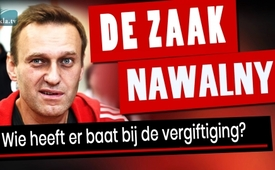 DE ZAAK
NAWALNY
Wie heeft er baat bij de vergiftiging?